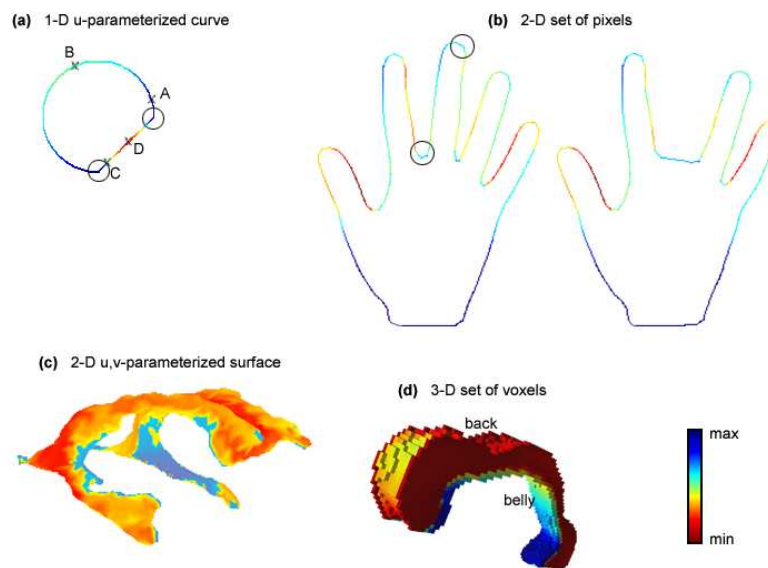 (a) 1-D u-parameterized curve
(b) 2-D set of pixels
B
A
D
C
(c) 2-D u,v-parameterized surface
(d) 3-D set of voxels
back
belly
max
min